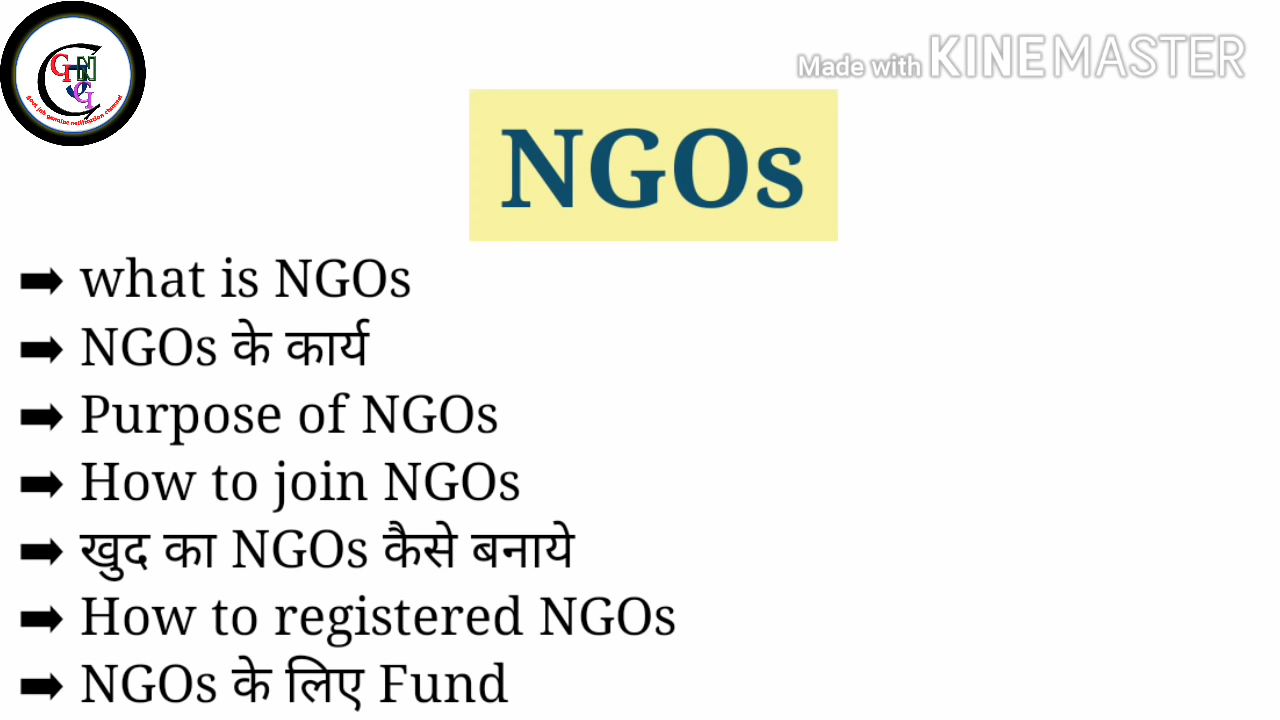 Made with KINEMASTER
NGOs
➡ what is NGOs
➡ NGOs के कार्य
➡ Purpose of NGOs
➡ How to join NGOs
➡ खुद का NGOs कैसे बनाये
➡ How to registered NGOs
➡ NGOs के लिए Fund